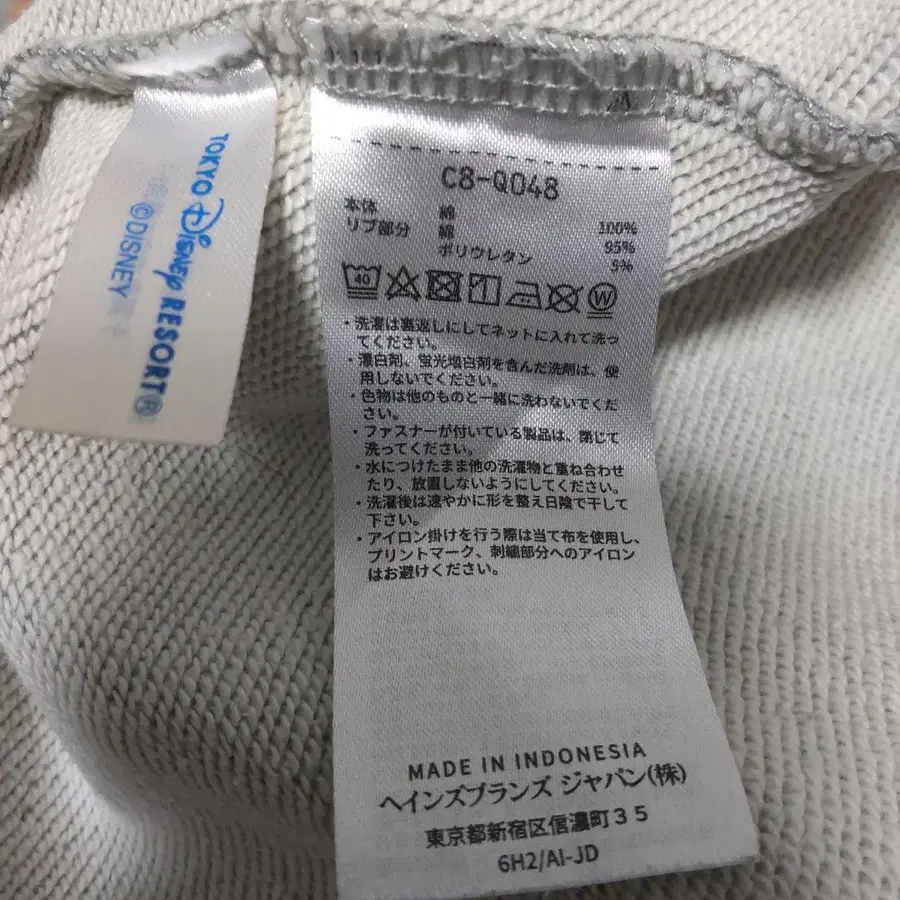 TOKYO Disney RESORT®
©DISNEY
C8-Q048
本体 綿 100%
リブ部分 綿 95%
ポリウレタン 5%
40
W
・洗濯は裏返しにしてネットに入れて洗っ
てください。
・漂白剤、蛍光増白剤を含んだ洗剤は、使
用しないでください。
・色物は他のものと一緒に洗わないでくだ
さい。
・ファスナーが付いている製品は、閉じて
洗ってください。
・水につけたまま他の洗濯物と重ね合わせ
たり、放置しないようにしてください。
・洗濯後は速やかに形を整え日陰で干して
下さい。
・アイロン掛けを行う際は当て布を使用し、
プリントマーク、刺繍部分へのアイロン
はお避けください。
MADE IN INDONESIA
ヘインズブランズ ジャパン(株)
東京都新宿区信濃町35
6H2/AI-JD